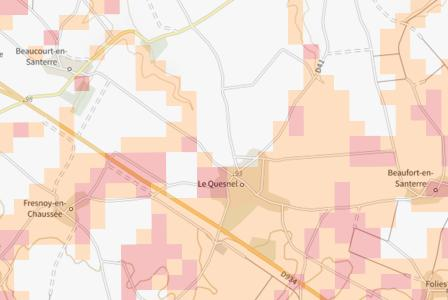 Beaucourt-en-
Santerre
D41
Le Quesnel
Beaufort-en-
Santerre
Fresnoy-en-
Chaussée
D934
Folies